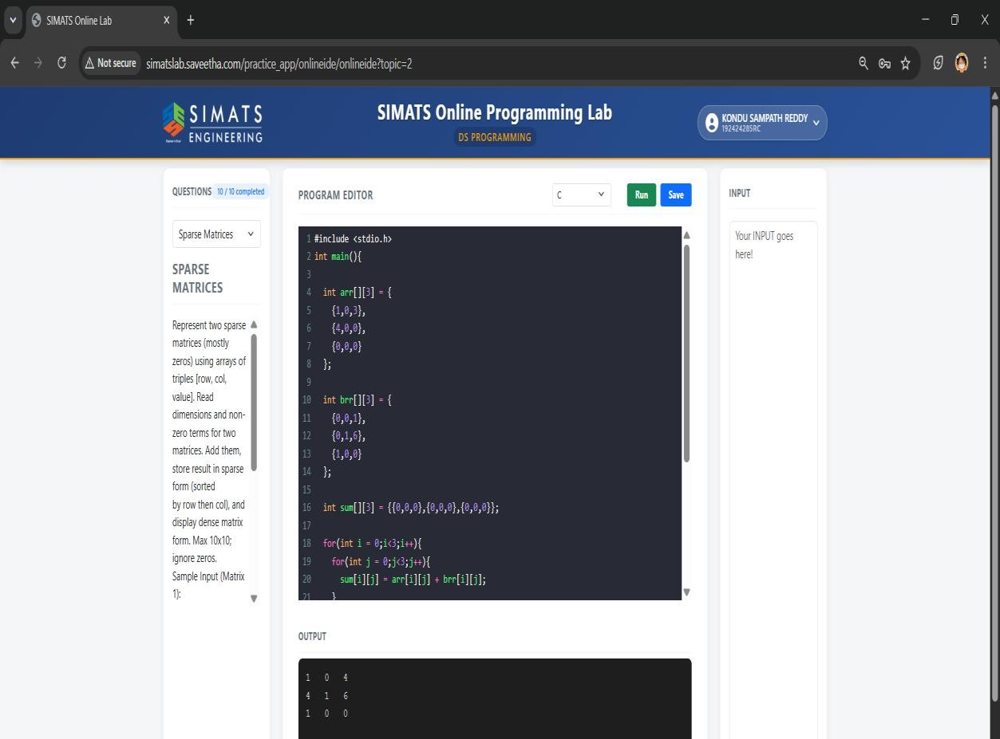 SIMATS Online Lab
Not secure
simatslab.saveetha.com/practice_app/onlineide/onlineide?topic=2
SIMATS
ENGINEERING
SIMATS Online Programming Lab
DS PROGRAMMING
KONDU SAMPATH REDDY
192424285RC
QUESTIONS 10 / 10 completed
Sparse Matrices
SPARSE
MATRICES
Represent two sparse
matrices (mostly
zeros) using arrays of
triples [row, col,
value]. Read
dimensions and non-
zero terms for two
matrices. Add them,
store result in sparse
form (sorted
by row then col), and
display dense matrix
form. Max 10x10;
ignore zeros.
Sample Input (Matrix
1):
PROGRAM EDITOR
C
Run
Save
1 #include <stdio.h>
2 int main(){
3
4 int arr[][3] = {
5 {1,0,3},
6 {4,0,0},
7 {0,0,0}
8 };
9
10 int brr[][3] = {
11 {0,0,1},
12 {0,1,6},
13 {1,0,0}
14 };
15
16 int sum[][3] = {{0,0,0},{0,0,0},{0,0,0}};
17
18 for(int i = 0;i<3;i++){
19 for(int j = 0;j<3;j++){
20 sum[i][j] = arr[i][j] + brr[i][j];
21 }
OUTPUT
1 0 4
4 1 6
1 0 0
INPUT
Your INPUT goes
here!